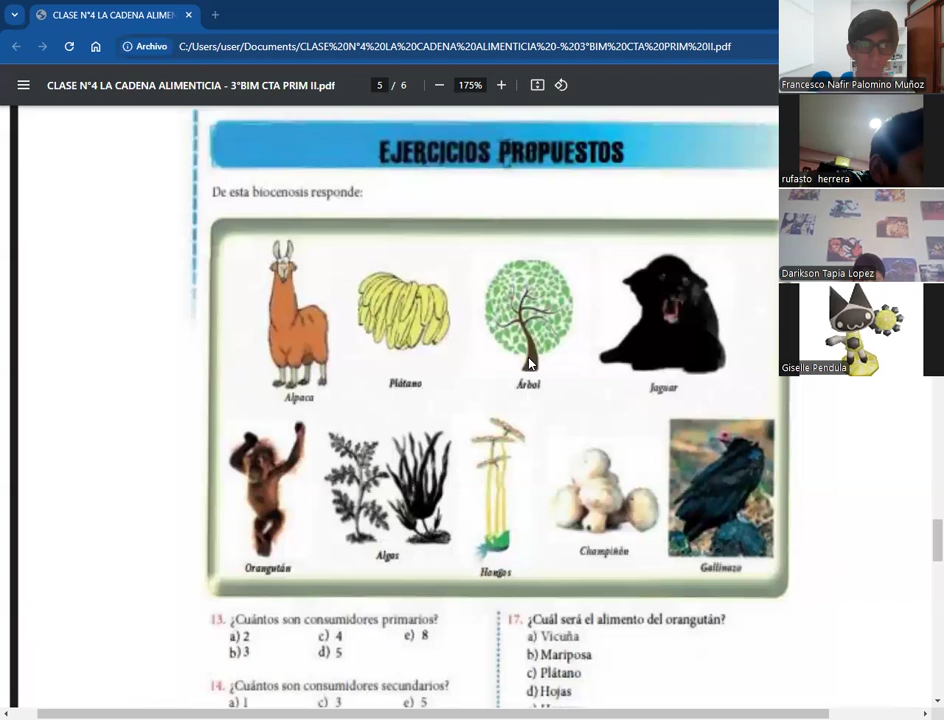 CLASE N°4 LA CADENA ALIMEN
Archivo
C:/Users/user/Documents/CLASE%20N°4%20LA%20CADENA%20ALIMENTICIA%20-%203°BIM%20CTA%20PRIM%20II.pdf
CLASE N°4 LA CADENA ALIMENTICIA - 3°BIM CTA PRIM II.pdf
5 / 6
175%
Francesco Nafir Palomino Muñoz
rufasto herrera
Darikson Tapia Lopez
Giselle Pendula
EJERCICIOS PROPUESTOS
De esta biocenosis responde:
Alpaca
Plátano
Árbol
Jaguar
Orangután
Algas
Hongos
Champiñón
Gallinazo
13. ¿Cuántos son consumidores primarios?
a) 2 c) 4 e) 8
b) 3 d) 5
14. ¿Cuántos son consumidores secundarios?
a) 1 c) 3 e) 5
17. ¿Cuál será el alimento del orangután?
a) Vicuña
b) Mariposa
c) Plátano
d) Hojas